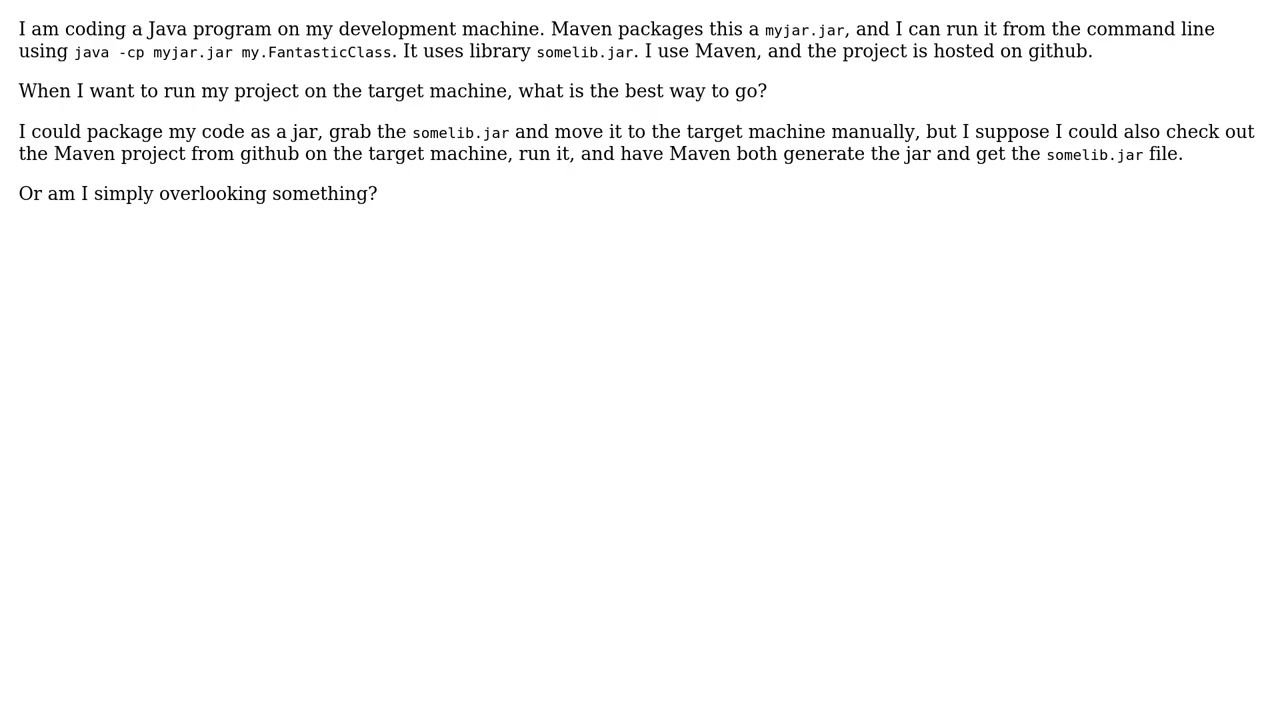 I am coding a Java program on my development machine. Maven packages this a myjar.jar, and I can run it from the command line
using java -cp myjar.jar my.FantasticClass. It uses library somelib.jar. I use Maven, and the project is hosted on github.
When I want to run my project on the target machine, what is the best way to go?
I could package my code as a jar, grab the somelib.jar and move it to the target machine manually, but I suppose I could also check out
the Maven project from github on the target machine, run it, and have Maven both generate the jar and get the somelib.jar file.
Or am I simply overlooking something?